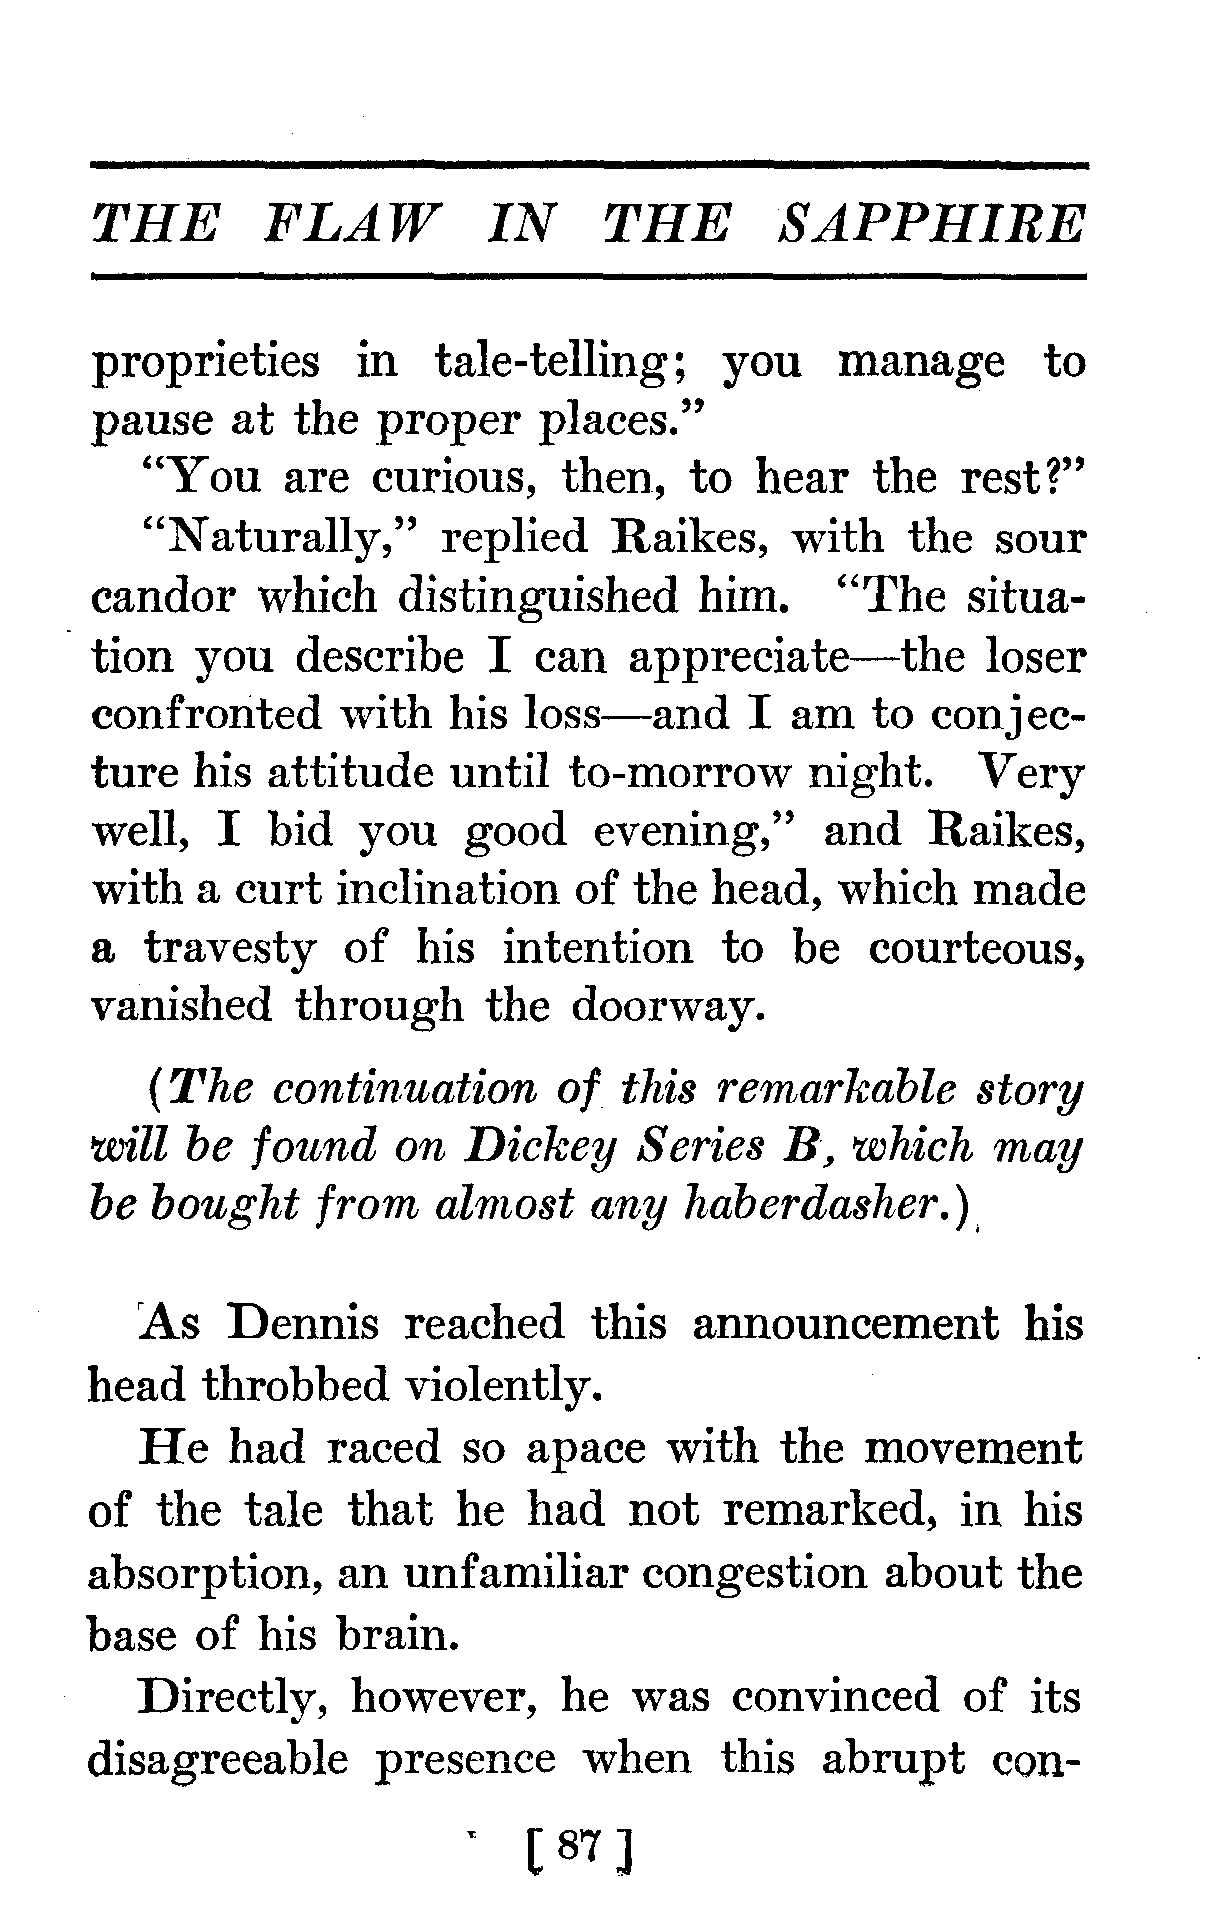 THE FLAW IN THE SAPPHIRE
proprieties in tale-telling; you manage to
pause at the proper places.”
“You are curious, then, to hear the rest?”
“Naturally,” replied Raikes, with the sour
candor which distinguished him. “The situa-
tion you describe I can appreciate—the loser
confronted with his loss—and I am to conjec-
ture his attitude until to-morrow night. Very
well, I bid you good evening,” and Raikes,
with a curt inclination of the head, which made
a travesty of his intention to be courteous,
vanished through the doorway.
(The continuation of this remarkable story
will be found on Dickey Series B, which may
be bought from almost any haberdasher.)
As Dennis reached this announcement his
head throbbed violently.
He had raced so apace with the movement
of the tale that he had not remarked, in his
absorption, an unfamiliar congestion about the
base of his brain.
Directly, however, he was convinced of its
disagreeable presence when this abrupt con-
[ 87 ]